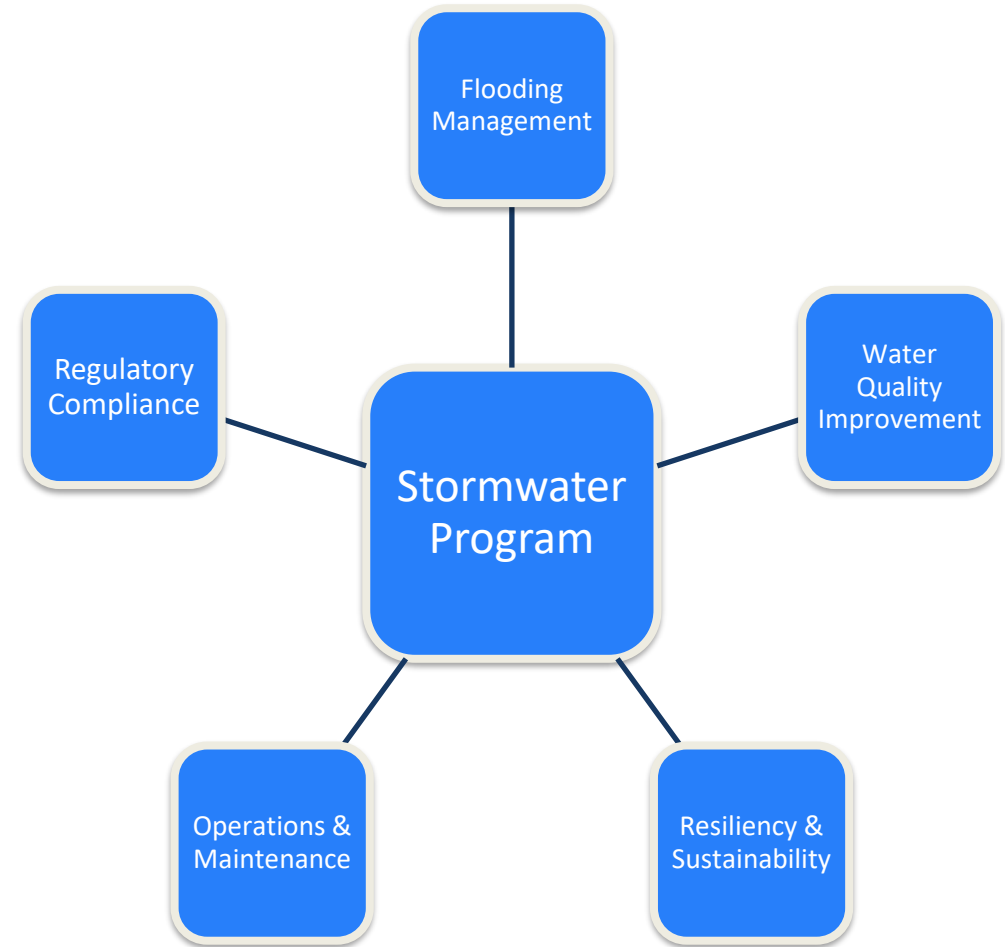 Flooding
Management
Regulatory
Compliance
Water
Quality
Improvement
Stormwater
Program
Operations &
Maintenance
Resiliency &
Sustainability